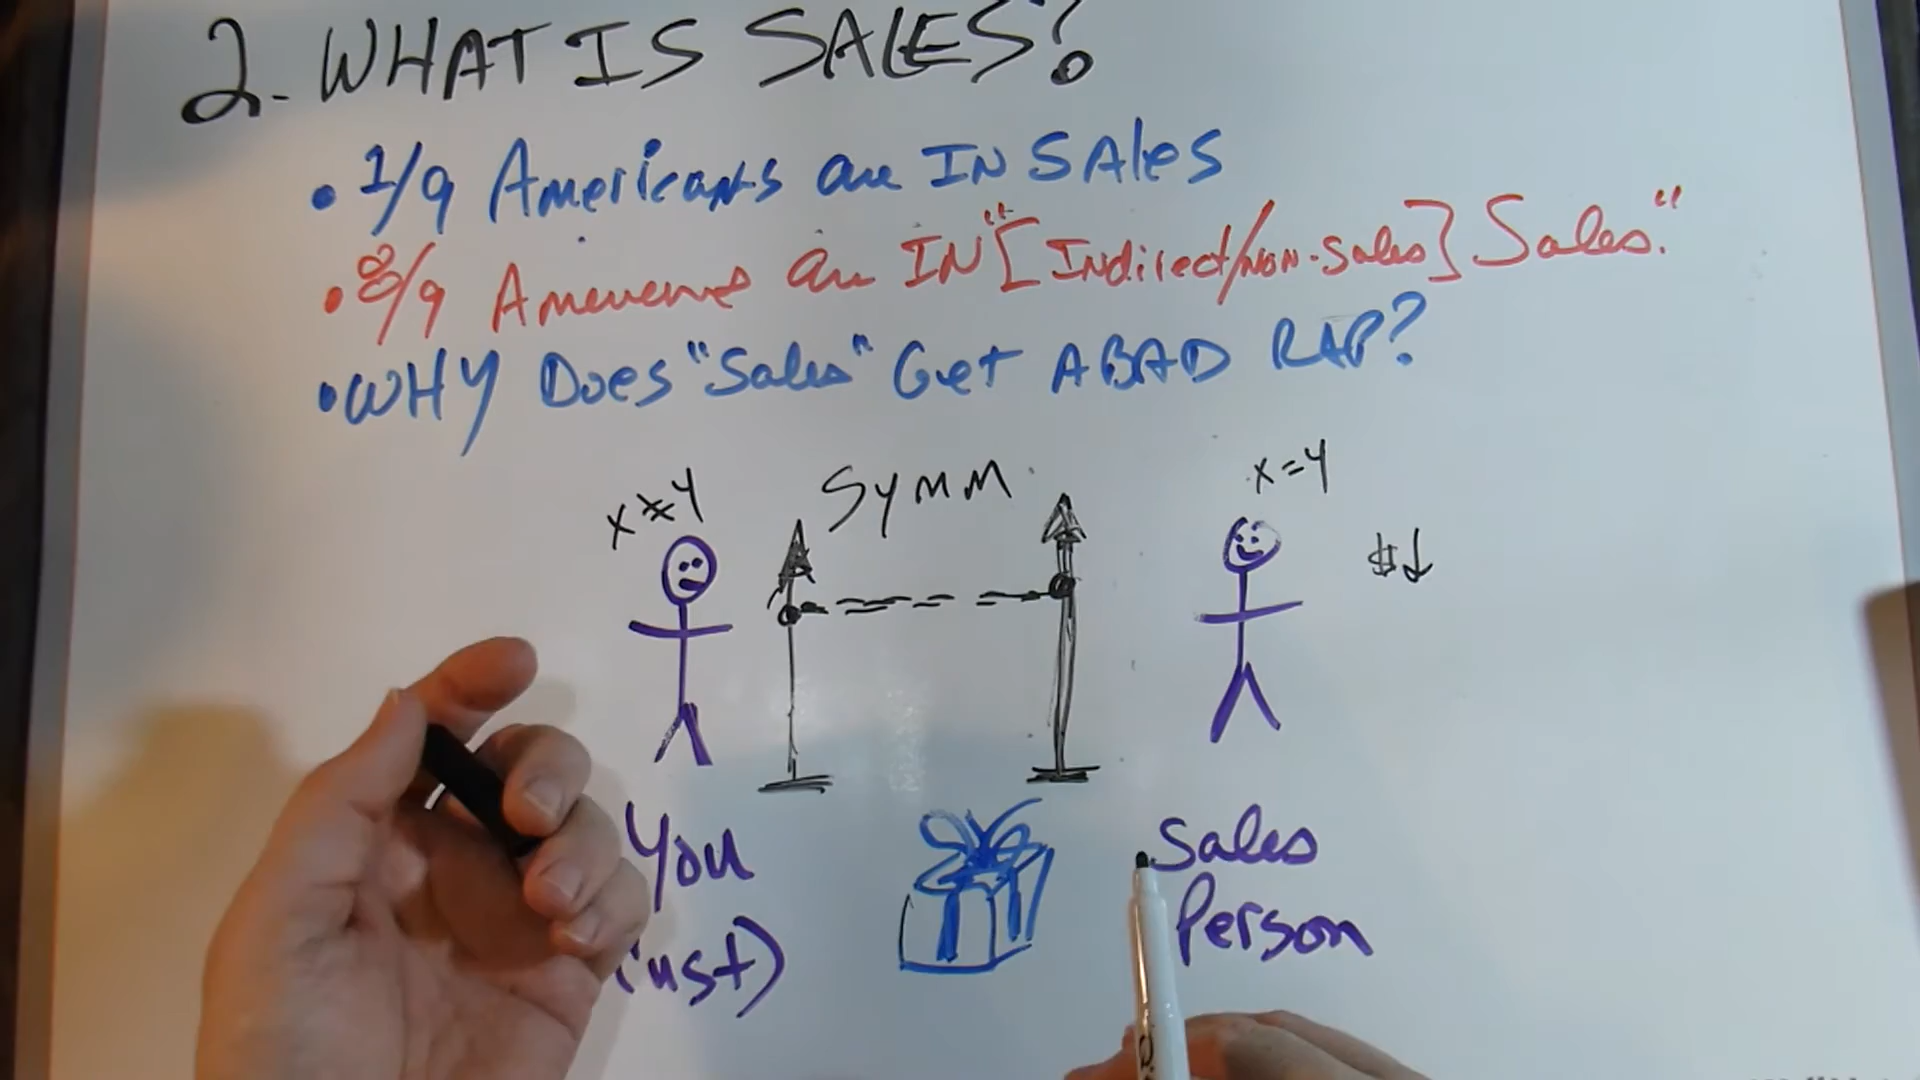 2. WHAT IS SALES?
• 1/9 Americans are IN SAles
• 8/9 Americans are IN "[Indirect/non-sales] Sales."
• WHY Does "Sales" Get A BAD RAP?
x ≠ y
Symm.
x = y
$↓
You
Sales
Person
ust)